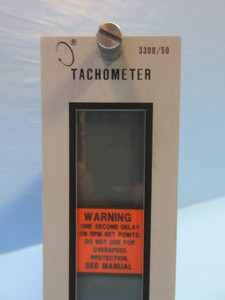 ® 3300/50
TACHOMETER
WARNING
ONE SECOND DELAY
ON RPM SET POINTS.
DO NOT USE FOR
OVERSPEED
PROTECTION.
SEE MANUAL